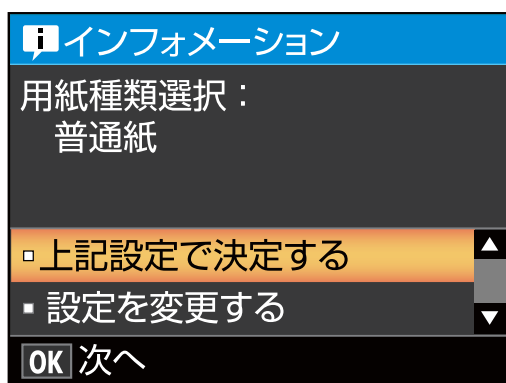 インフォメーション
用紙種類選択：
普通紙
上記設定で決定する
設定を変更する
OK 次へ